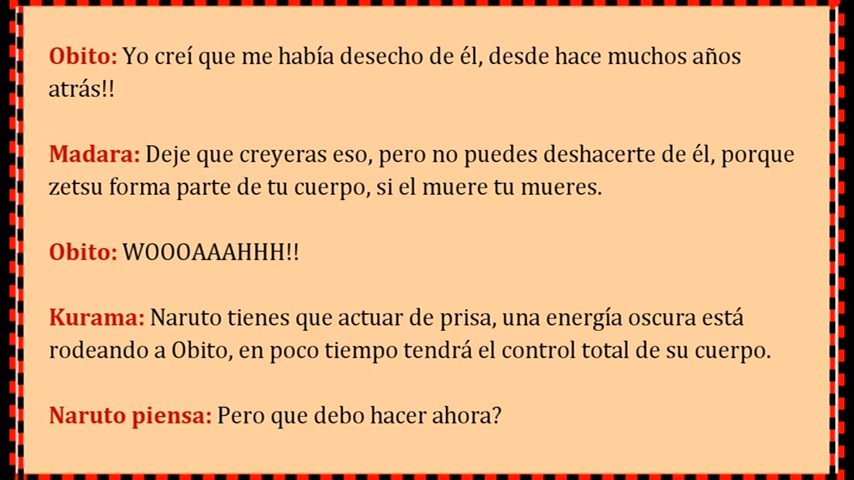 Obito: Yo creí que me había desecho de él, desde hace muchos años
atrás!!
Madara: Deje que creyeras eso, pero no puedes deshacerte de él, porque
zetsu forma parte de tu cuerpo, si el muere tu mueres.
Obito: WOOOAAAHHH!!
Kurama: Naruto tienes que actuar de prisa, una energía oscura está
rodeando a Obito, en poco tiempo tendrá el control total de su cuerpo.
Naruto piensa: Pero que debo hacer ahora?